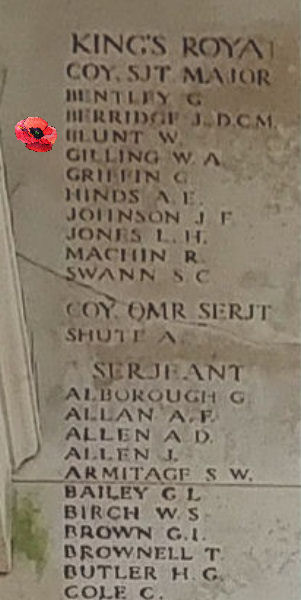 KING'S ROYA
COY. SJT. MAJOR
BENTLEY G.
BERRIDGE J. D.C.M.
BLUNT W.
GILLING W. A.
GRIFFIN C.
HINDS A. E.
JOHNSON J. F.
JONES L. H.
MACHIN R.
SWANN S. C.
COY. QMR SERJT
SHUTE A.
SERJEANT
ALBOROUGH G.
ALLAN A. F.
ALLEN A. D.
ALLEN J.
ARMITAGE S. W.
BAILEY G. L.
BIRCH W. S.
BROWN G. I.
BROWNELL T.
BUTLER H. G.
COLE C.